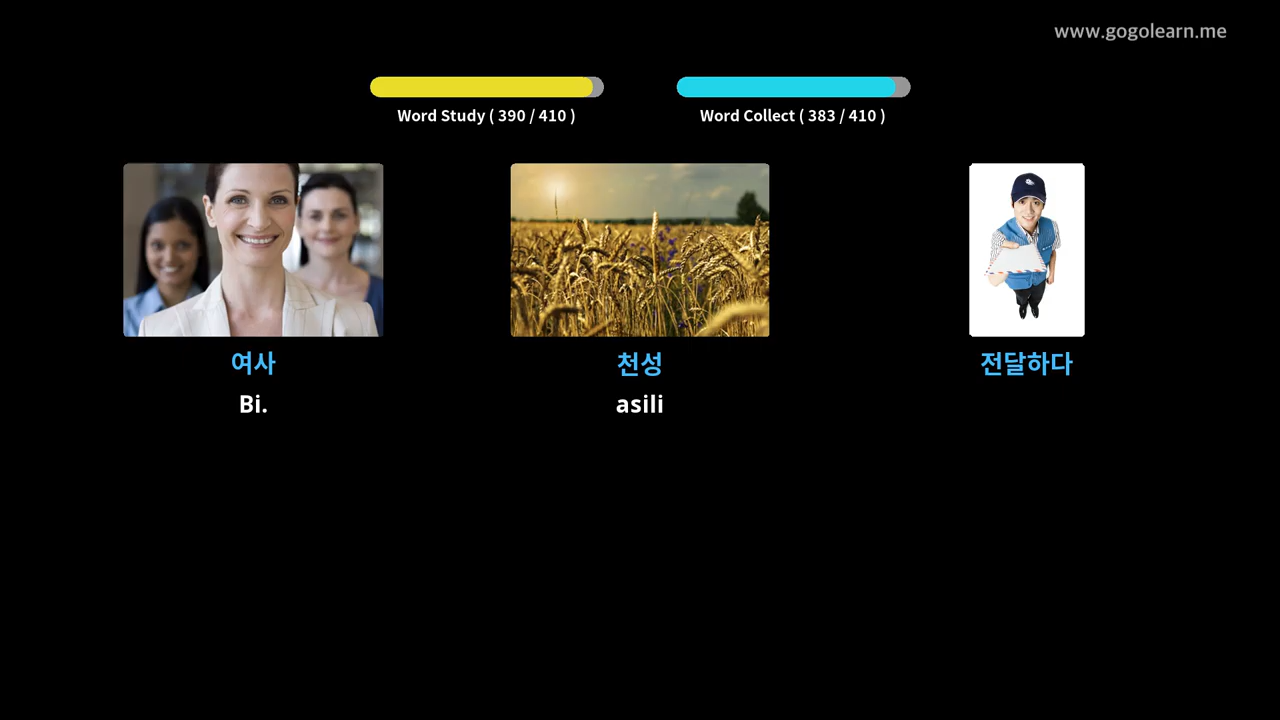 www.gogolearn.me
Word Study ( 390 / 410 )
Word Collect ( 383 / 410 )
여사
천성
전달하다
Bi.
asili